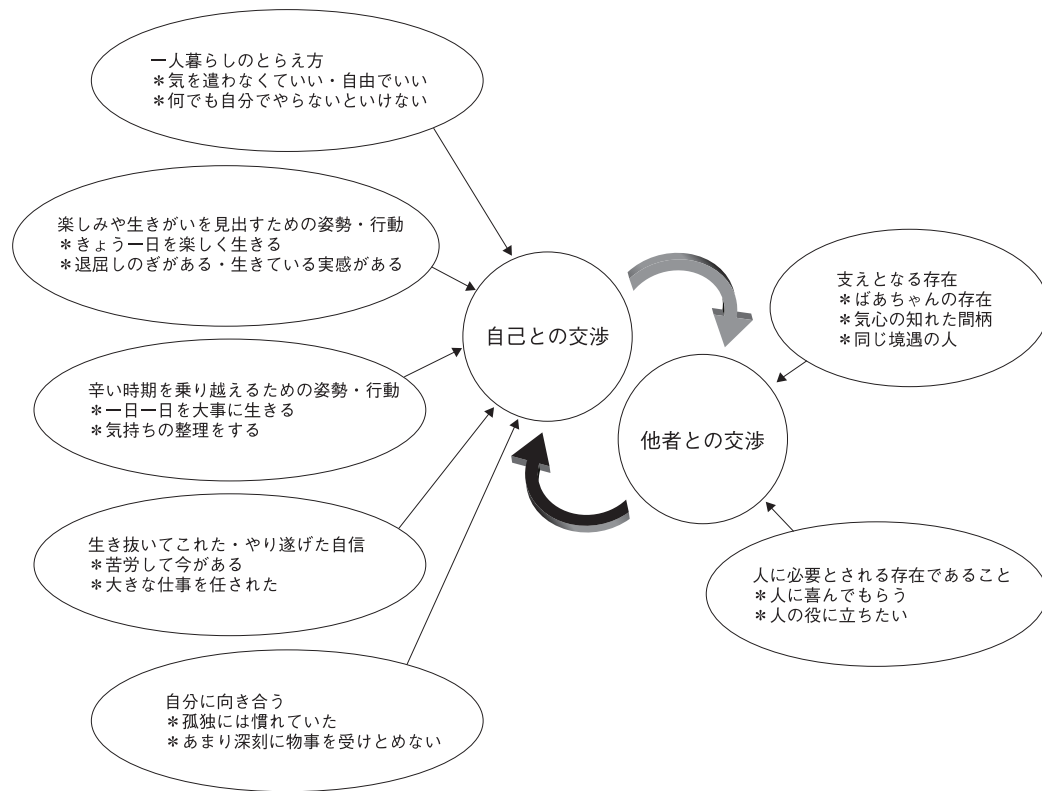 一人暮らしのとらえ方
＊気を遣わなくていい・自由でいい
＊何でも自分でやらないといけない
楽しみや生きがいを見出すための姿勢・行動
＊きょう一日を楽しく生きる
＊退屈しのぎがある・生きている実感がある
辛い時期を乗り越えるための姿勢・行動
＊一日一日を大事に生きる
＊気持ちの整理をする
生き抜いてこれた・やり遂げた自信
＊苦労して今がある
＊大きな仕事を任された
自分に向き合う
＊孤独には慣れていた
＊あまり深刻に物事を受けとめない
自己との交渉
他者との交渉
支えとなる存在
＊ばあちゃんの存在
＊気心の知れた間柄
＊同じ境遇の人
人に必要とされる存在であること
＊人に喜んでもらう
＊人の役に立ちたい